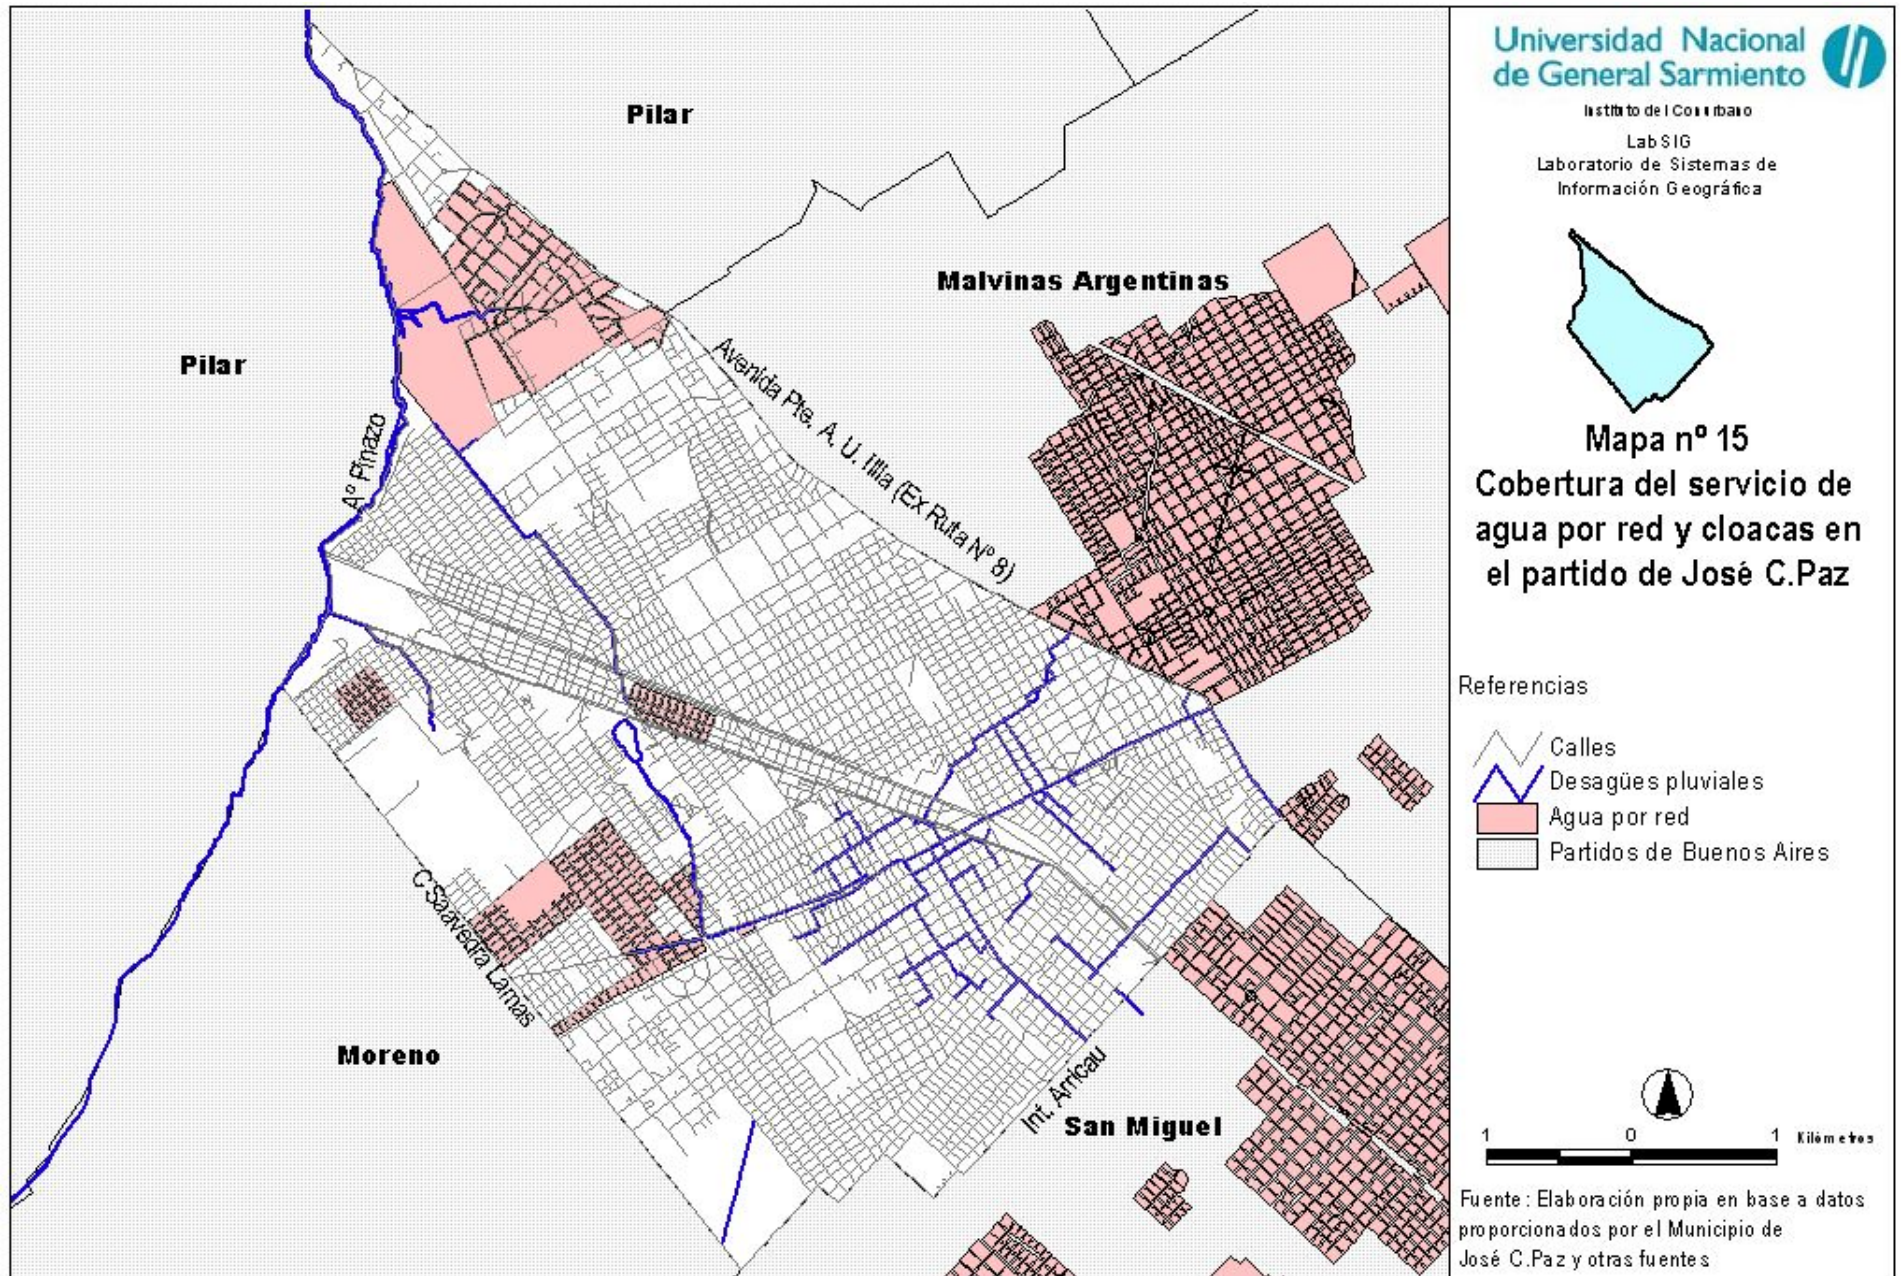 Pilar
Malvinas Argentinas
Pilar
Avenida Pte. A. U. Illia (Ex Ruta Nº 8)
Aº Pinazo
C Saavedra Lamas
Moreno
Int. Arricau
San Miguel
Universidad Nacional
de General Sarmiento
Instituto del Conurbano
LabSIG
Laboratorio de Sistemas de
Información Geográfica
Mapa nº 15
Cobertura del servicio de
agua por red y cloacas en
el partido de José C.Paz
Referencias
Calles
Desagües pluviales
Agua por red
Partidos de Buenos Aires
1 0 1 Kilómetros
Fuente: Elaboración propia en base a datos
proporcionados por el Municipio de
José C.Paz y otras fuentes